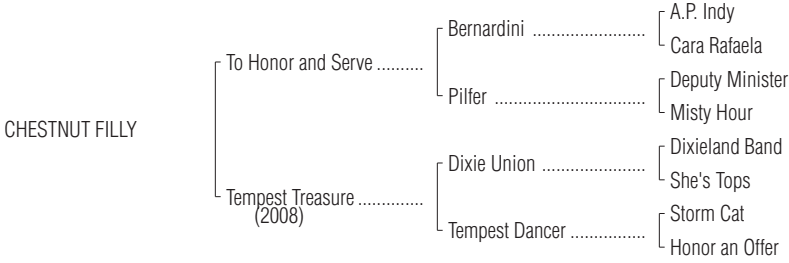 A.P. Indy
Bernardini ........................
Cara Rafaela
To Honor and Serve ..........
Deputy Minister
Pilfer ................................
Misty Hour
CHESTNUT FILLY
Dixieland Band
Dixie Union ......................
She's Tops
Tempest Treasure ..............
(2008)
Storm Cat
Tempest Dancer ................
Honor an Offer